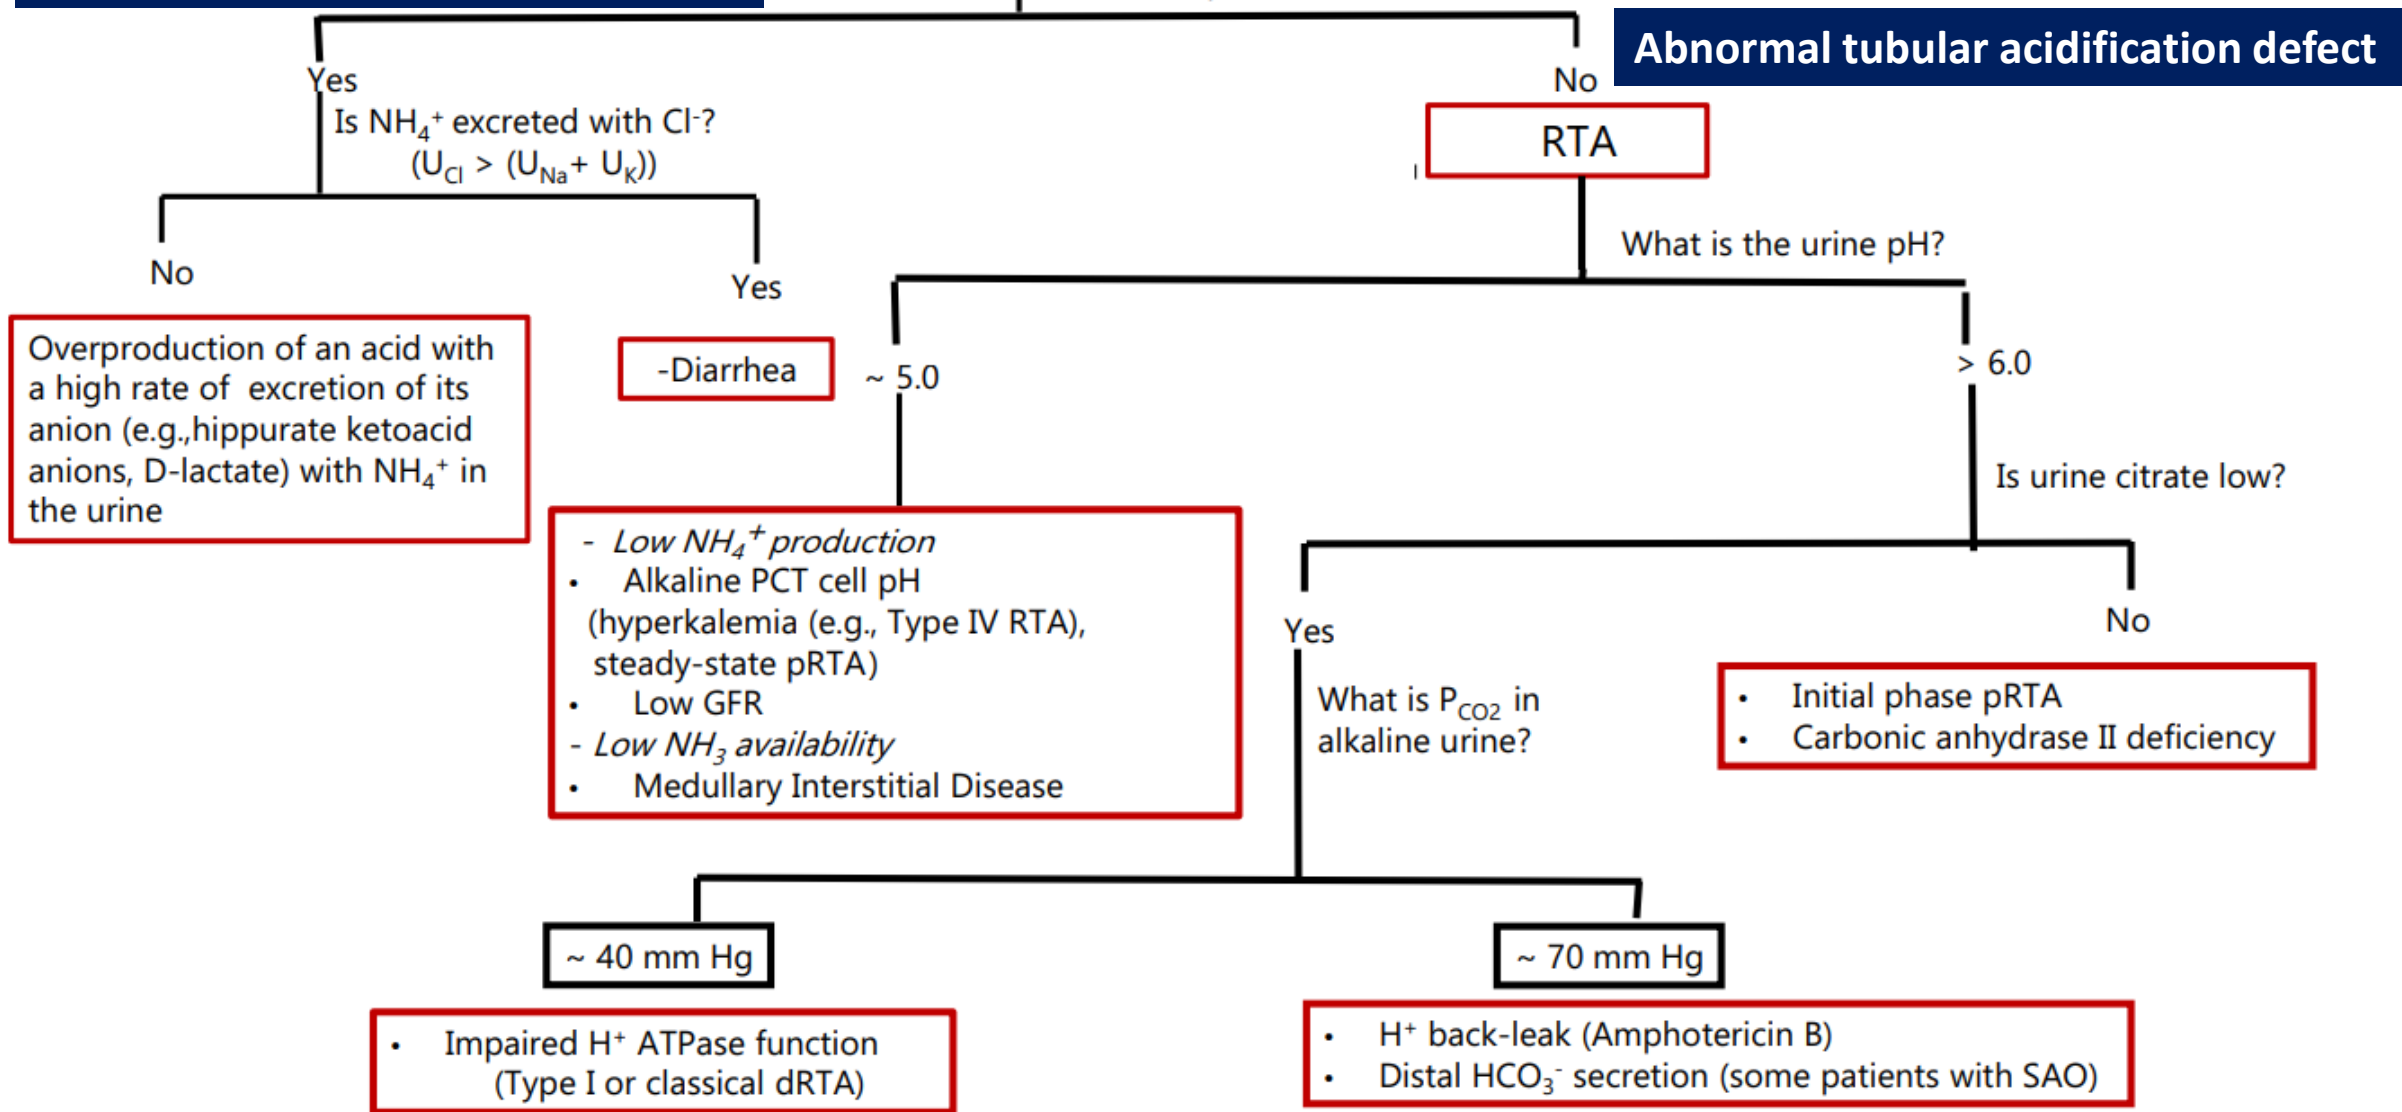 Abnormal tubular acidification defect
Yes
No
Is NH₄⁺ excreted with Cl⁻?
(U_Cl > (U_Na + U_K))
RTA
What is the urine pH?
No
Yes
Overproduction of an acid with
a high rate of excretion of its
anion (e.g.,hippurate ketoacid
anions, D-lactate) with NH₄⁺ in
the urine
-Diarrhea
~ 5.0
> 6.0
Is urine citrate low?
- Low NH₄⁺ production
• Alkaline PCT cell pH
(hyperkalemia (e.g., Type IV RTA),
steady-state pRTA)
• Low GFR
- Low NH₃ availability
• Medullary Interstitial Disease
Yes
No
What is P_CO2 in
alkaline urine?
• Initial phase pRTA
• Carbonic anhydrase II deficiency
~ 40 mm Hg
~ 70 mm Hg
• Impaired H⁺ ATPase function
(Type I or classical dRTA)
• H⁺ back-leak (Amphotericin B)
• Distal HCO₃⁻ secretion (some patients with SAO)